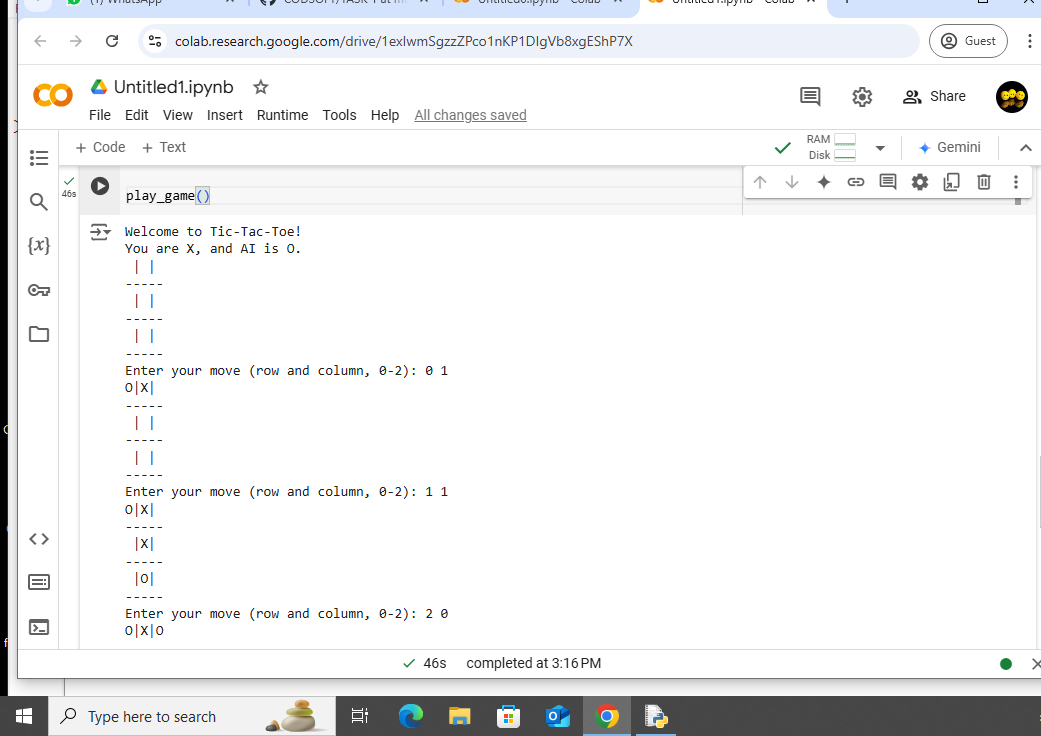 (1) WhatsApp
CODSOFT/TASK 4 at m
Untitled0.ipynb - Colab
Untitled1.ipynb - Colab
colab.research.google.com/drive/
Guest
CO
Untitled1.ipynb
File Edit View Insert Runtime Tools Help All changes saved
Share
+ Code + Text
RAM
Disk
Gemini
46s
play_game()
Welcome to Tic-Tac-Toe!
You are X, and AI is O.
 | |
-----
 | |
-----
 | |
-----
Enter your move (row and column, 0-2): 0 1
O|X|
-----
 | |
-----
 | |
-----
Enter your move (row and column, 0-2): 1 1
O|X|
-----
 |X|
-----
 |O|
-----
Enter your move (row and column, 0-2): 2 0
O|X|O
{x}
46s completed at 3:16 PM
Type here to search